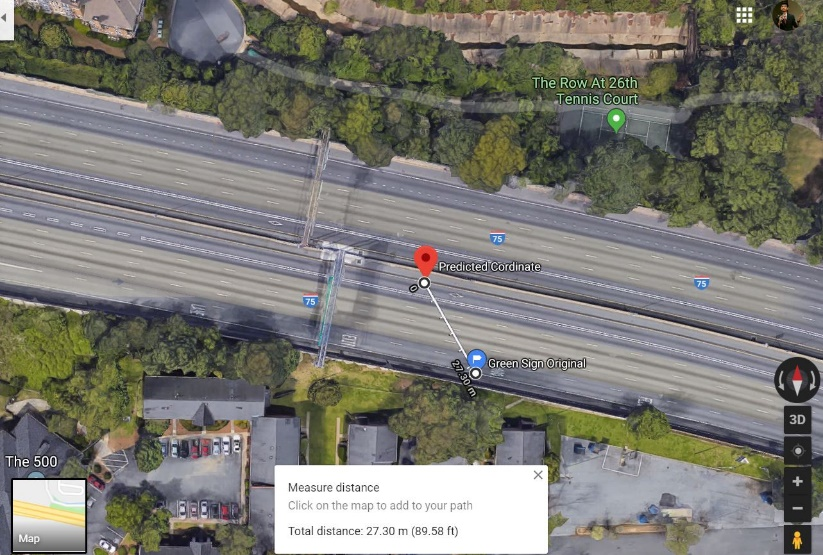 The Row At 26th
Tennis Court
75
Predicted Cordinate
75
75
0
Green Sign Original
27.30 m
3D
The 500
Measure distance
Click on the map to add to your path
Total distance: 27.30 m (89.58 ft)
Map